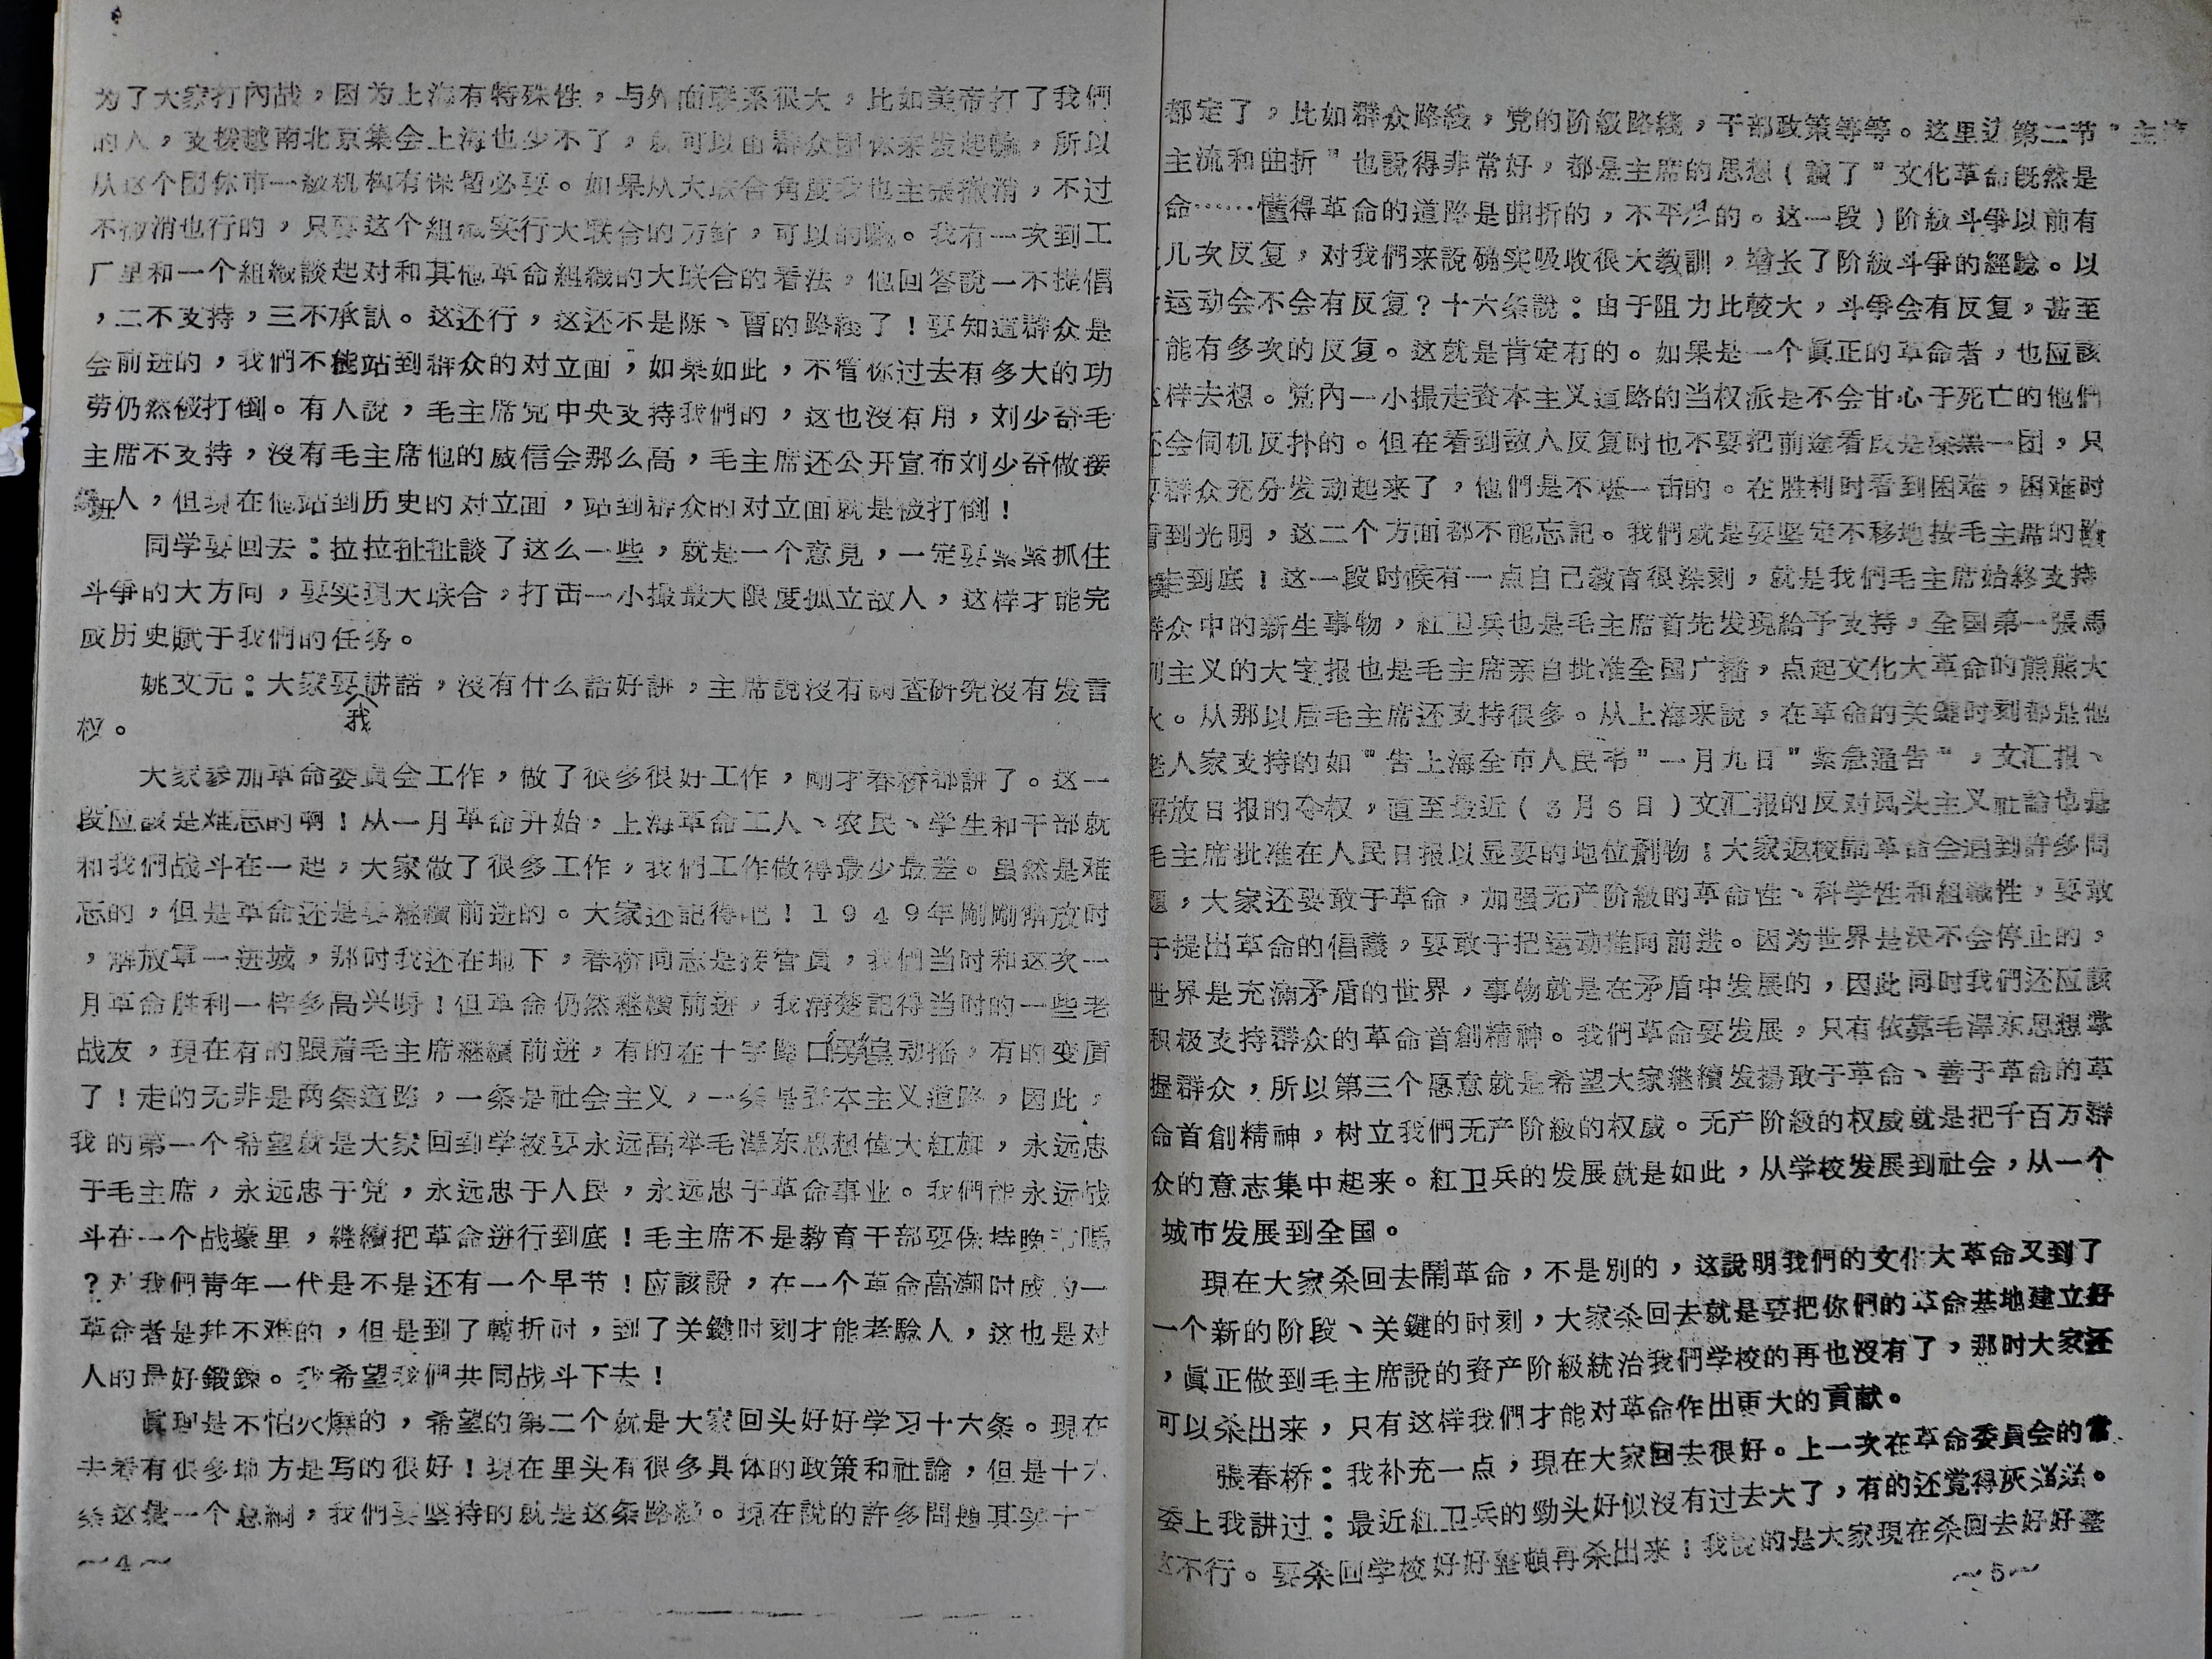 为了大家打內战，因为上海有特殊性，与外面联系很大，比如美帝打了我們
的人，支援越南北京集会上海也少不了，就可以由群众团体来发起嘛，所以
从这个团体市一級机构有保留必要。如果从大联合角度我也主張撤消，不过
不撤消也行的，只要这个組織实行大联合的方針，可以的嘛。我有一次到工
厂里和一个組織談起对和其他革命組織的大联合的看法，他回答說一不提倡
，二不支持，三不承認。这还行，这还不是陈、曹的路綫了！要知道群众是
会前进的，我們不能站到群众的对立面，如果如此，不管你过去有多大的功
劳仍然被打倒。有人說，毛主席党中央支持我們的，这也沒有用，刘少奇毛
主席不支持，沒有毛主席他的威信会那么高，毛主席还公开宣布刘少奇做接
班人，但現在他站到历史的对立面，站到群众的对立面就是被打倒！
同学要回去：拉拉扯扯談了这么一些，就是一个意見，一定要紧紧抓住
斗爭的大方向，要实現大联合，打击一小撮最大限度孤立敌人，这样才能完
成历史賦于我們的任务。
姚文元：大家要我講話，沒有什么話好講，主席說沒有調査研究沒有发言
权。
大家参加革命委員会工作，做了很多很好工作，剛才春桥都講了。这一
段应該是难忘的啊！从一月革命开始，上海革命工人、农民、学生和干部就
和我們战斗在一起，大家做了很多工作，我們工作做得最少最差。虽然是难
忘的，但是革命还是要継續前进的。大家还記得吧！１９４９年剛剛解放时
，解放軍一进城，那时我还在地下，春桥同志是接管員，我們当时和这次一
月革命胜利一样多高兴呀！但革命仍然継續前进，我清楚記得当时的一些老
战友，現在有的跟着毛主席継續前进，有的在十字路口徬徨动搖，有的变质
了！走的无非是两条道路，一条是社会主义，一条是資本主义道路，因此，
我的第一个希望就是大家回到学校要永远高举毛澤东思想偉大紅旗，永远忠
于毛主席，永远忠于党，永远忠于人民，永远忠于革命事业。我們能永远战
斗在一个战壕里，継續把革命进行到底！毛主席不是教育干部要保持晚节嗎
？对我們青年一代是不是还有一个早节！应該說，在一个革命高潮时成为一
革命者是幷不难的，但是到了轉折时，到了关鍵时刻才能考驗人，这也是对
人的最好鍛鍊。我希望我們共同战斗下去！
眞理是不怕火燒的，希望的第二个就是大家回头好好学习十六条。現在
去看有很多地方是写的很好！現在里头有很多具体的政策和社論，但是十六
条这是一个总綱，我們要坚持的就是这条路綫。現在說的許多問題其实十
～4～
都定了，比如群众路綫，党的阶級路綫，干部政策等等。这里边第二节＂主流
主流和曲折＂也說得非常好，都是主席的思想（讀了＂文化革命既然是
命……懂得革命的道路是曲折的，不平坦的。这一段）阶級斗爭以前有
几次反复，对我們来說确实吸收很大教訓，增长了阶級斗爭的經驗。以
运动会不会有反复？十六条說：由于阻力比較大，斗爭会有反复，甚至
能有多次的反复。这就是肯定有的。如果是一个眞正的革命者，也应該
这样去想。党內一小撮走資本主义道路的当权派是不会甘心于死亡的他們
还会伺机反扑的。但在看到敌人反复时也不要把前途看成是深黑一团，只
要群众充分发动起来了，他們是不堪一击的。在胜利时看到困难，困难时
看到光明，这二个方面都不能忘記。我們就是要坚定不移地按毛主席的敎
走到底！这一段时候有一点自己教育很深刻，就是我們毛主席始終支持
群众中的新生事物，紅卫兵也是毛主席首先发現給予支持，全国第一張馬
列主义的大字报也是毛主席亲自批准全国广播，点起文化大革命的熊熊大
火。从那以后毛主席还支持很多。从上海来說，在革命的关鍵时刻都是他
老人家支持的如＂告上海全市人民书＂一月九日＂紧急通告＂，文汇报、
解放日报的夺权，直至最近（３月５日）文汇报的反对风头主义社論也是
毛主席批准在人民日报以显要的地位刊物！大家返校鬧革命会遇到許多問
題，大家还要敢于革命，加强无产阶級的革命性、科学性和組織性，要敢
于提出革命的倡議，要敢于把运动推向前进。因为世界是决不会停止的，
世界是充滿矛盾的世界，事物就是在矛盾中发展的，因此同时我們还应該
积极支持群众的革命首創精神。我們革命要发展，只有依靠毛澤东思想掌
握群众，所以第三个愿意就是希望大家継續发揚敢于革命、善于革命的革
命首創精神，树立我們无产阶級的权威。无产阶級的权威就是把千百万群
众的意志集中起来。紅卫兵的发展就是如此，从学校发展到社会，从一个
城市发展到全国。
現在大家杀回去鬧革命，不是別的，这說明我們的文化大革命又到了
一个新的阶段、关鍵的时刻，大家杀回去就是要把你們的革命基地建立好
，眞正做到毛主席說的資产阶級統治我們学校的再也沒有了，那时大家还
可以杀出来，只有这样我們才能对革命作出更大的貢献。
張春桥：我补充一点，現在大家回去很好。上一次在革命委員会的常
委上我講过：最近紅卫兵的勁头好似沒有过去大了，有的还觉得灰溜溜。
这不行。要杀回学校好好整頓再杀出来！我說的是大家現在杀回去好好整
～5～